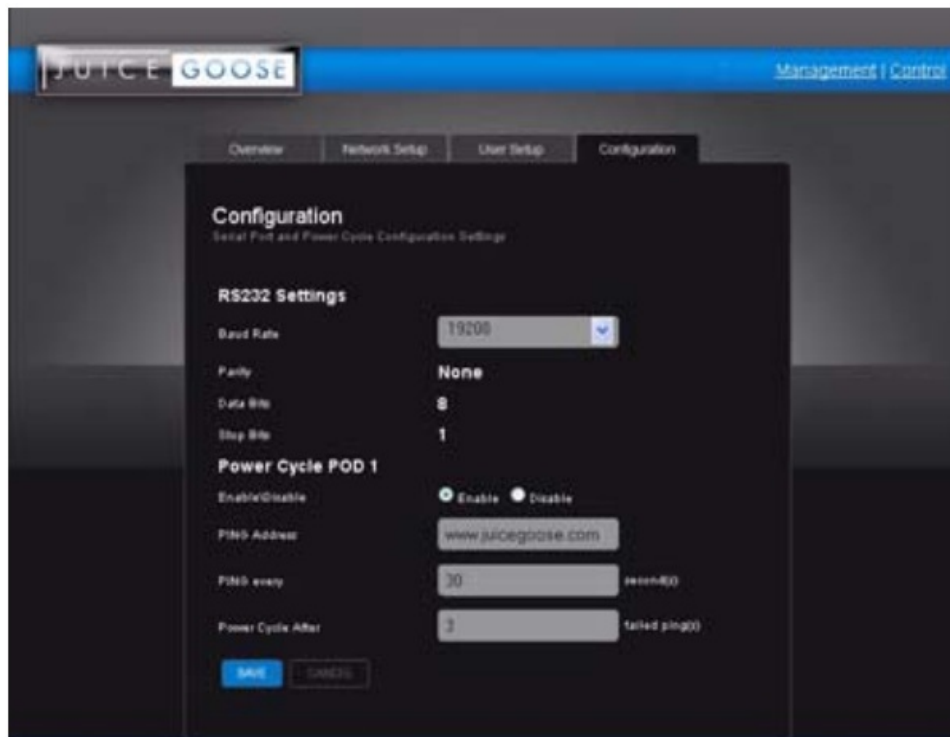 JUICE GOOSE
Management | Control
Overview
Network Setup
User Setup
Configuration
Configuration
Serial Port and Power Cycle Configuration Settings
RS232 Settings
Baud Rate 19200
Parity None
Data Bits 8
Stop Bits 1
Power Cycle POD 1
Enable\Disable Enable Disable
PING Address www.juicegoose.com
PING every 30 second(s)
Power Cycle After 3 failed ping(s)
SAVE CANCEL